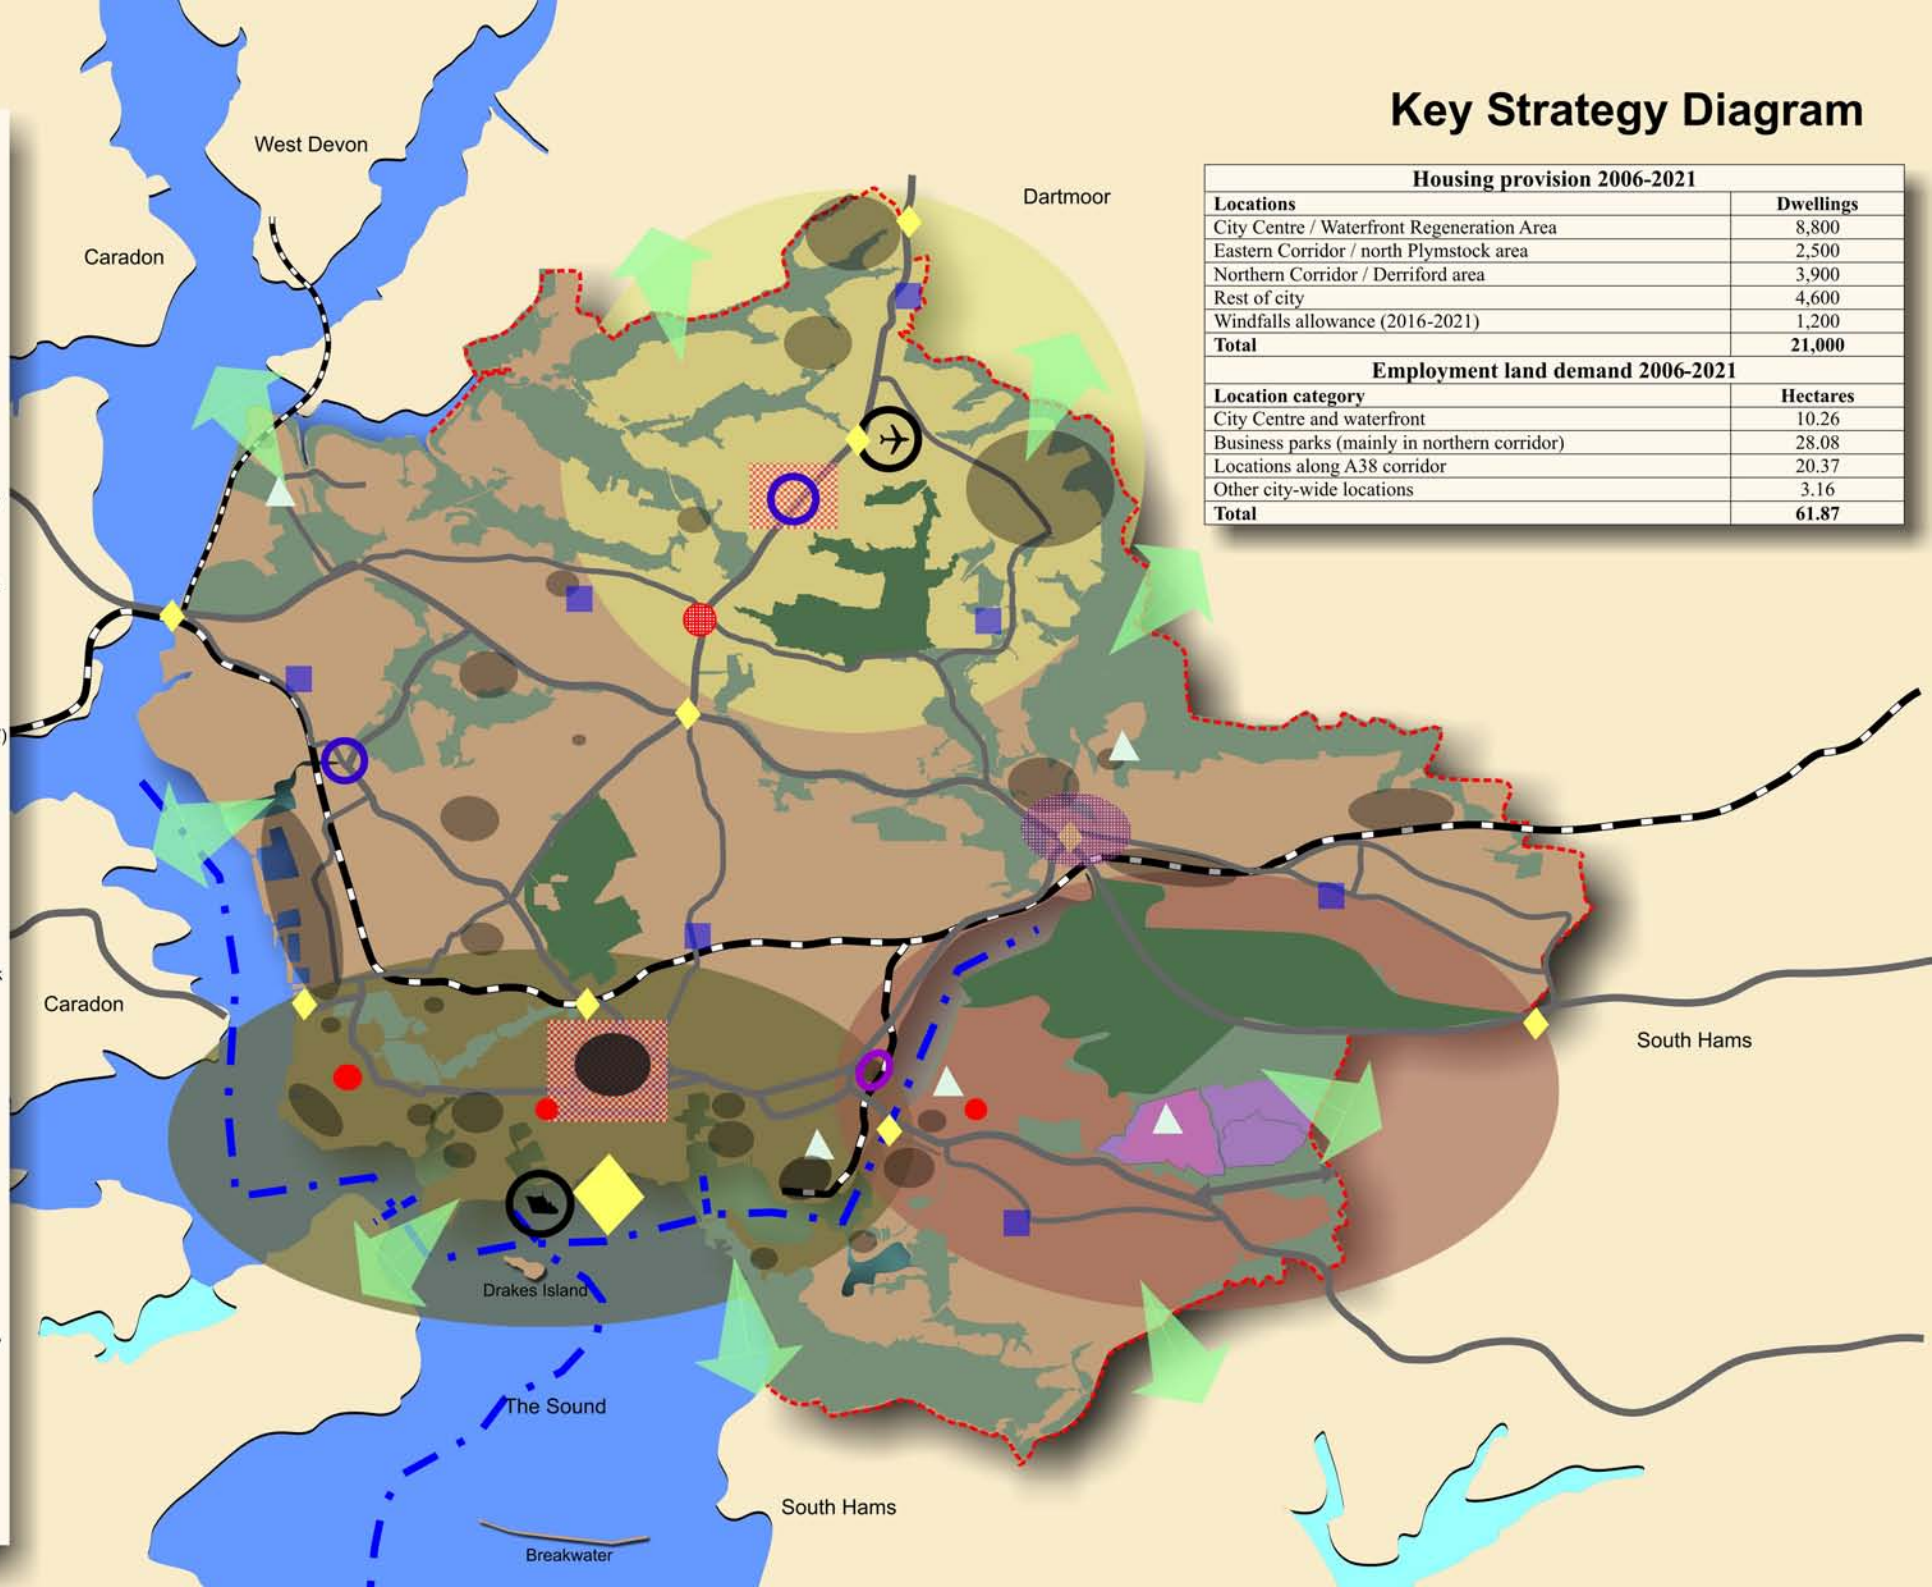 Key Strategy Diagram
Housing provision 2006-2021
Locations Dwellings
City Centre / Waterfront Regeneration Area 8,800
Eastern Corridor / north Plymstock area 2,500
Northern Corridor / Derriford area 3,900
Rest of city 4,600
Windfalls allowance (2016-2021) 1,200
Total 21,000
Employment land demand 2006-2021
Location category Hectares
City Centre and waterfront 10.26
Business parks (mainly in northern corridor) 28.08
Locations along A38 corridor 20.37
Other city-wide locations 3.16
Total 61.87
West Devon
Dartmoor
Caradon
Caradon
South Hams
Drakes Island
The Sound
South Hams
Breakwater